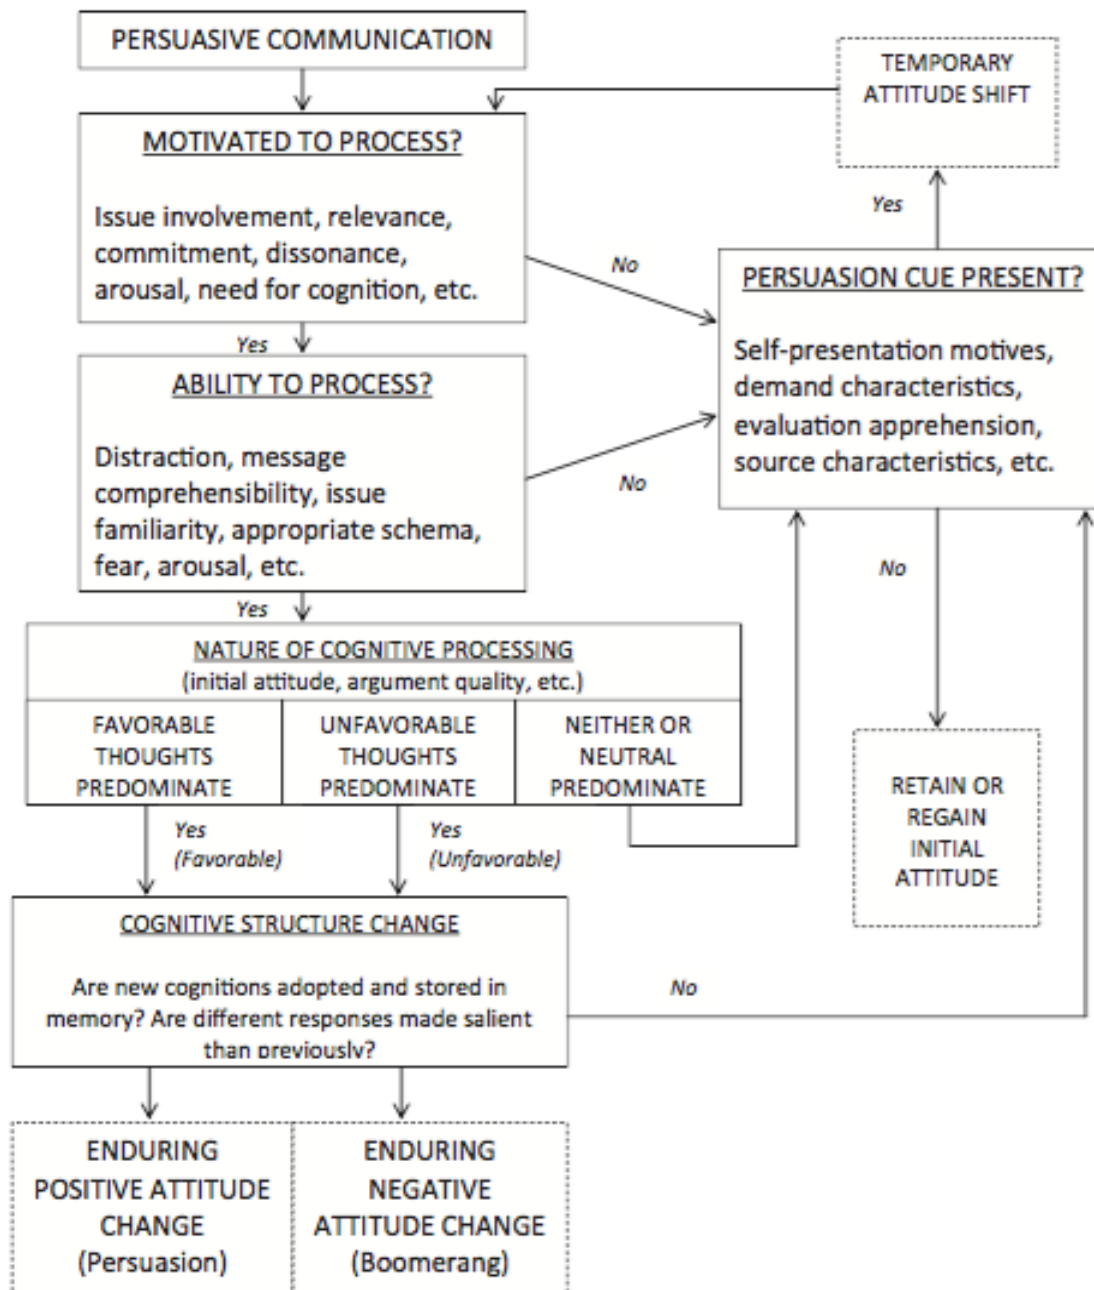 PERSUASIVE COMMUNICATION
TEMPORARY
ATTITUDE SHIFT
MOTIVATED TO PROCESS?
Issue involvement, relevance,
commitment, dissonance,
arousal, need for cognition, etc.
No
Yes
PERSUASION CUE PRESENT?
Self-presentation motives,
demand characteristics,
evaluation apprehension,
source characteristics, etc.
Yes
ABILITY TO PROCESS?
Distraction, message
comprehensibility, issue
familiarity, appropriate schema,
fear, arousal, etc.
No
No
Yes
NATURE OF COGNITIVE PROCESSING
(initial attitude, argument quality, etc.)
FAVORABLE
THOUGHTS
PREDOMINATE
UNFAVORABLE
THOUGHTS
PREDOMINATE
NEITHER OR
NEUTRAL
PREDOMINATE
RETAIN OR
REGAIN
INITIAL
ATTITUDE
Yes
(Favorable)
Yes
(Unfavorable)
COGNITIVE STRUCTURE CHANGE
Are new cognitions adopted and stored in
memory? Are different responses made salient
than previously?
No
ENDURING
POSITIVE ATTITUDE
CHANGE
(Persuasion)
ENDURING
NEGATIVE
ATTITUDE CHANGE
(Boomerang)